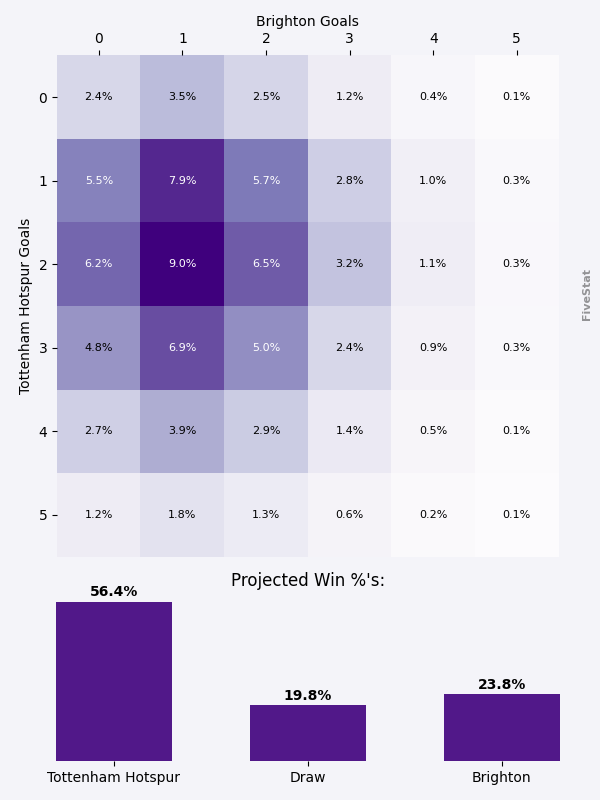 Brighton Goals
0 1 2 3 4 5
0 2.4% 3.5% 2.5% 1.2% 0.4% 0.1%
1 5.5% 7.9% 5.7% 2.8% 1.0% 0.3%
2 6.2% 9.0% 6.5% 3.2% 1.1% 0.3%
3 4.8% 6.9% 5.0% 2.4% 0.9% 0.3%
4 2.7% 3.9% 2.9% 1.4% 0.5% 0.1%
5 1.2% 1.8% 1.3% 0.6% 0.2% 0.1%
Tottenham Hotspur Goals
FiveStat
Projected Win %'s:
56.4% 19.8% 23.8%
Tottenham Hotspur Draw Brighton